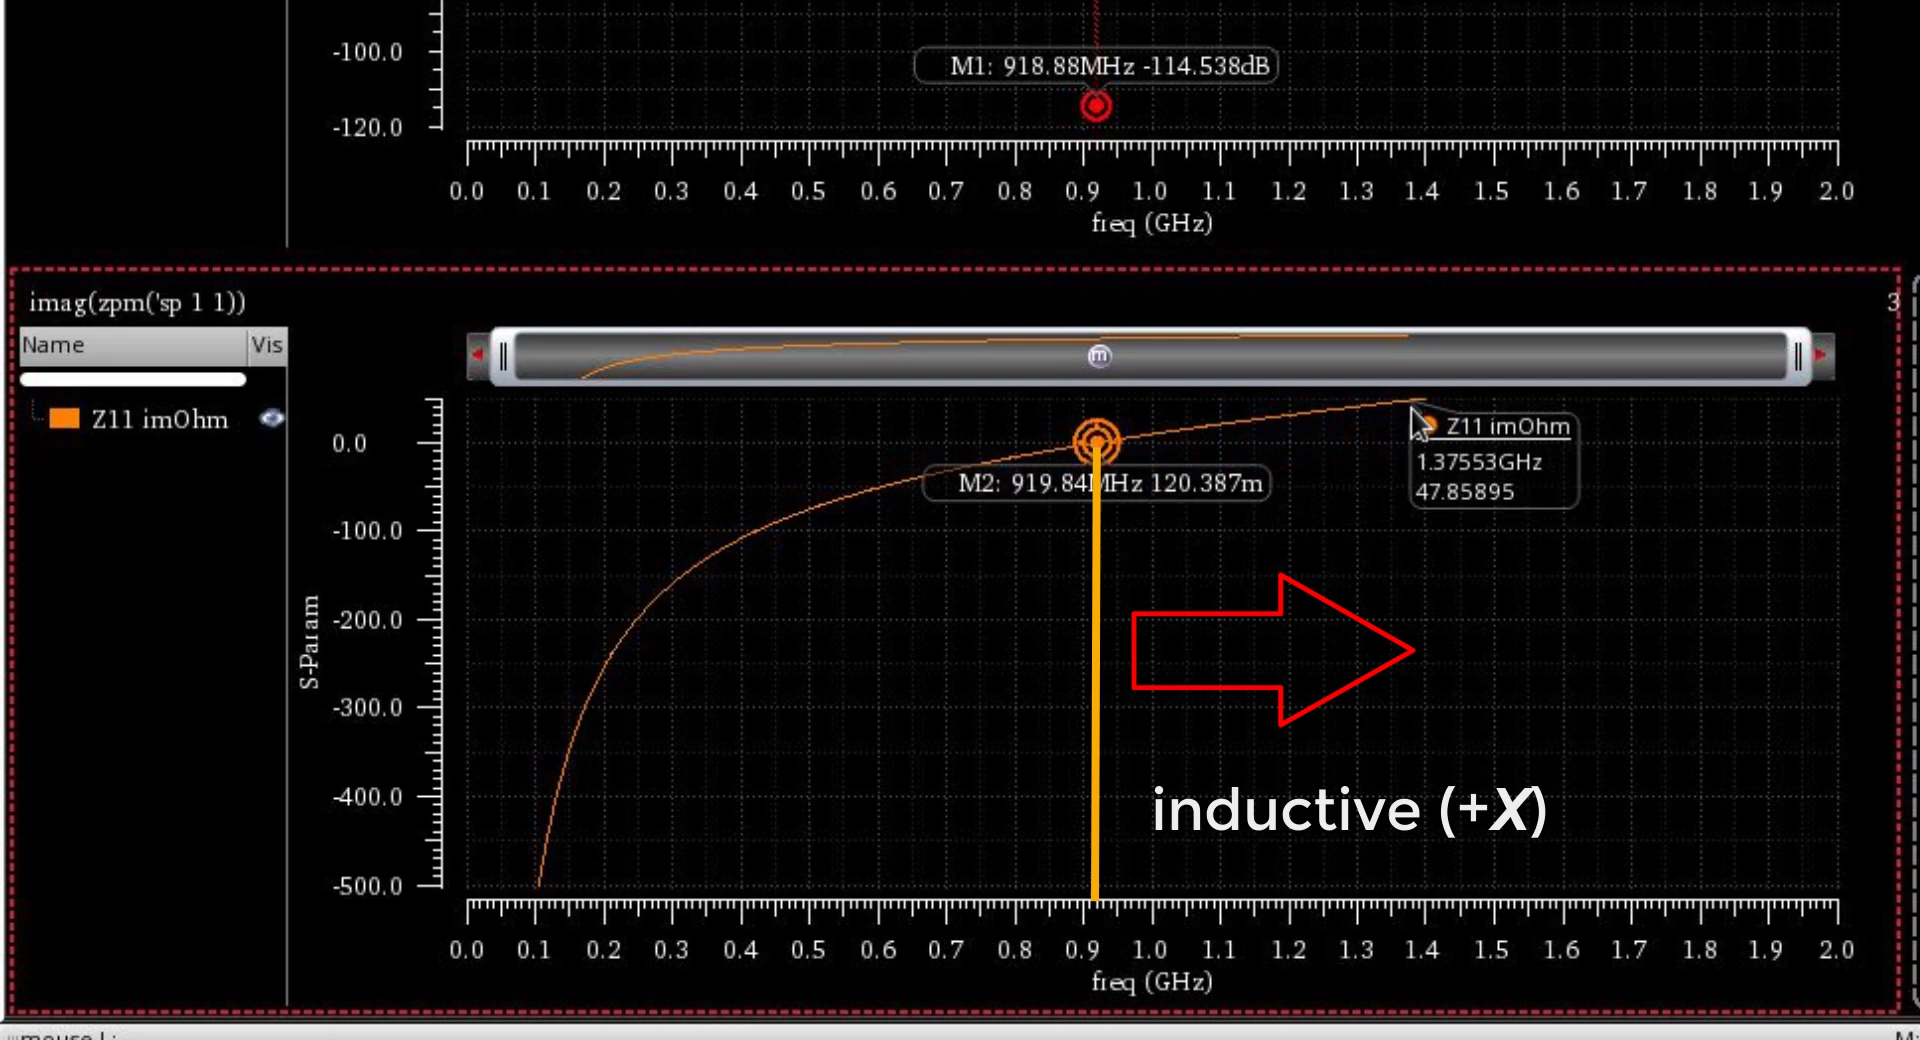 -100.0
M1: 918.88MHz -114.538dB
-120.0
0.0 0.1 0.2 0.3 0.4 0.5 0.6 0.7 0.8 0.9 1.0 1.1 1.2 1.3 1.4 1.5 1.6 1.7 1.8 1.9 2.0
freq (GHz)
imag(zpm('sp 1 1))
3
Name Vis
m
Z11 imOhm
0.0
Z11 imOhm
1.37553GHz
47.85895
M2: 919.84MHz 120.387m
-100.0
-200.0
S-Param
-300.0
-400.0
inductive (+X)
-500.0
0.0 0.1 0.2 0.3 0.4 0.5 0.6 0.7 0.8 0.9 1.0 1.1 1.2 1.3 1.4 1.5 1.6 1.7 1.8 1.9 2.0
freq (GHz)